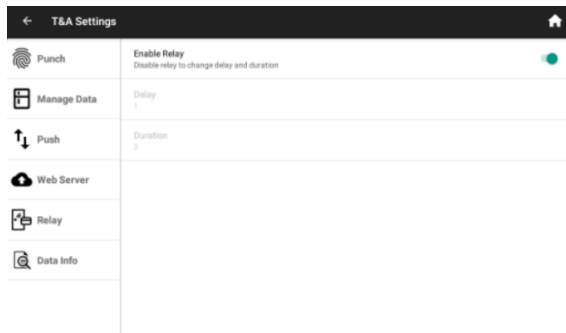 T&A Settings
Punch
Manage Data
Push
Web Server
Relay
Data Info
Enable Relay
Disable relay to change delay and duration
Delay
1
Duration
3